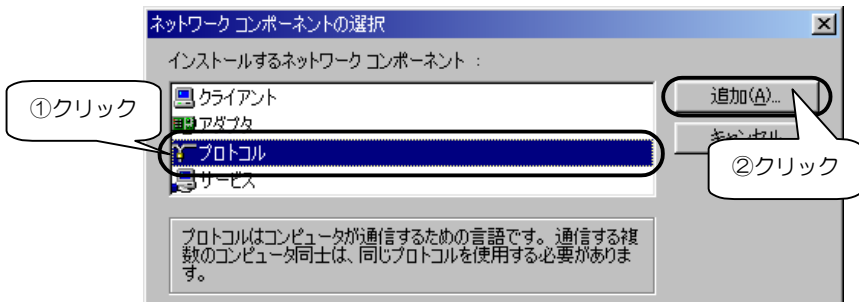 ネットワーク コンポーネントの選択
インストールするネットワーク コンポーネント :
①クリック
クライアント
アダプタ
プロトコル
サービス
追加(A)...
キャンセル
②クリック
プロトコルはコンピュータが通信するための言語です。通信する複
数のコンピュータ同士は、同じプロトコルを使用する必要がありま
す。